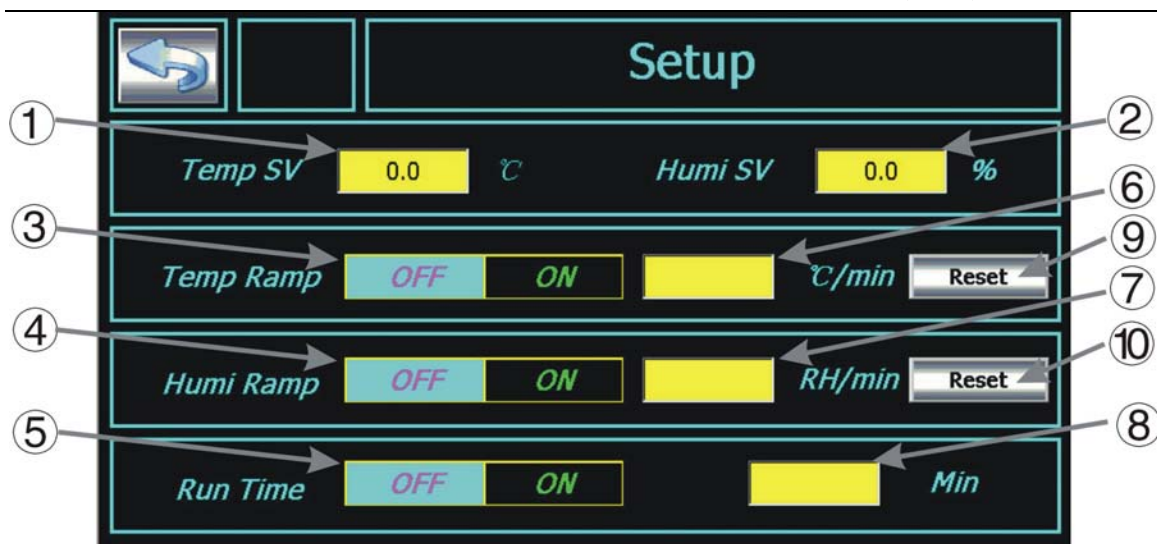 Setup
① Temp SV 0.0 ℃ Humi SV 0.0 % ②
③ Temp Ramp OFF ON ℃/min Reset ⑥ ⑨
④ Humi Ramp OFF ON RH/min Reset ⑦ ⑩
⑤ Run Time OFF ON Min ⑧